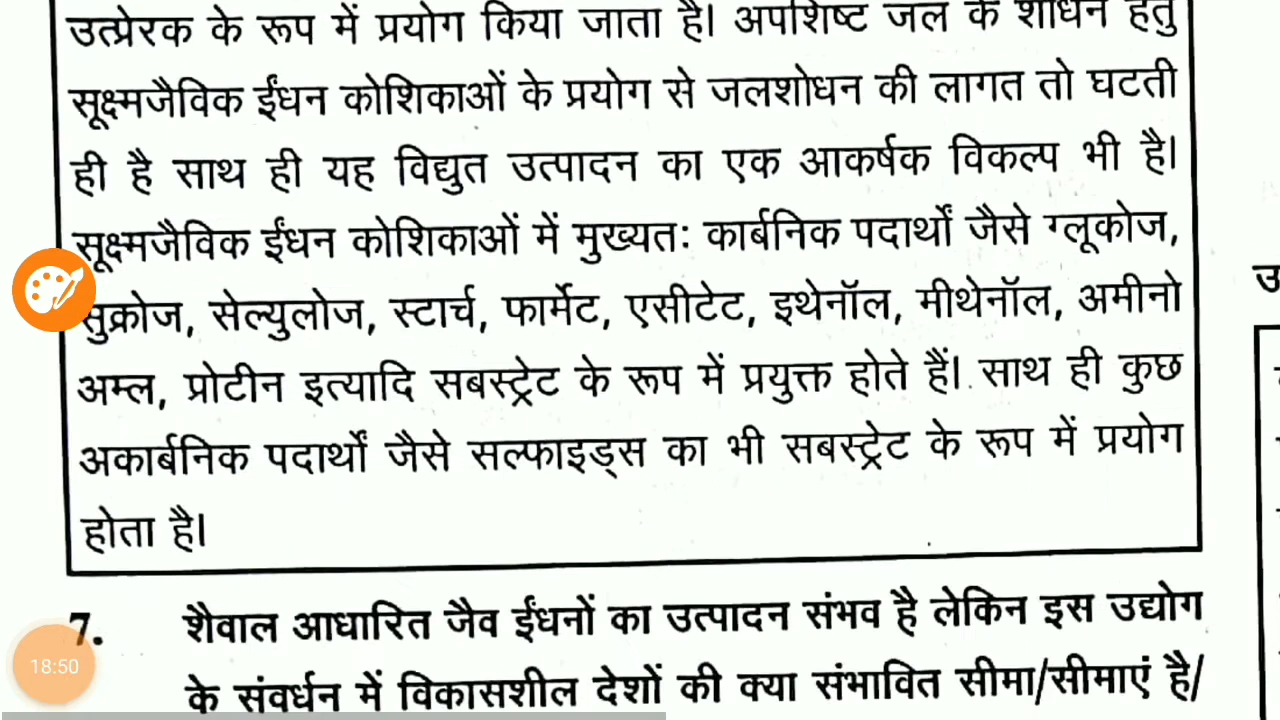 उत्प्रेरक के रूप में प्रयोग किया जाता है। अपशिष्ट जल के शोधन हेतु
सूक्ष्मजैविक ईंधन कोशिकाओं के प्रयोग से जलशोधन की लागत तो घटती
ही है साथ ही यह विद्युत उत्पादन का एक आकर्षक विकल्प भी है।
सूक्ष्मजैविक ईंधन कोशिकाओं में मुख्यतः कार्बनिक पदार्थों जैसे ग्लूकोज,
सुक्रोज, सेल्युलोज, स्टार्च, फार्मेट, एसीटेट, इथेनॉल, मीथेनॉल, अमीनो
अम्ल, प्रोटीन इत्यादि सबस्ट्रेट के रूप में प्रयुक्त होते हैं। साथ ही कुछ
अकार्बनिक पदार्थों जैसे सल्फाइड्स का भी सबस्ट्रेट के रूप में प्रयोग
होता है।
7. शैवाल आधारित जैव ईंधनों का उत्पादन संभव है लेकिन इस उद्योग
के संवर्धन में विकासशील देशों की क्या संभावित सीमा/सीमाएं है/
18:50
उ